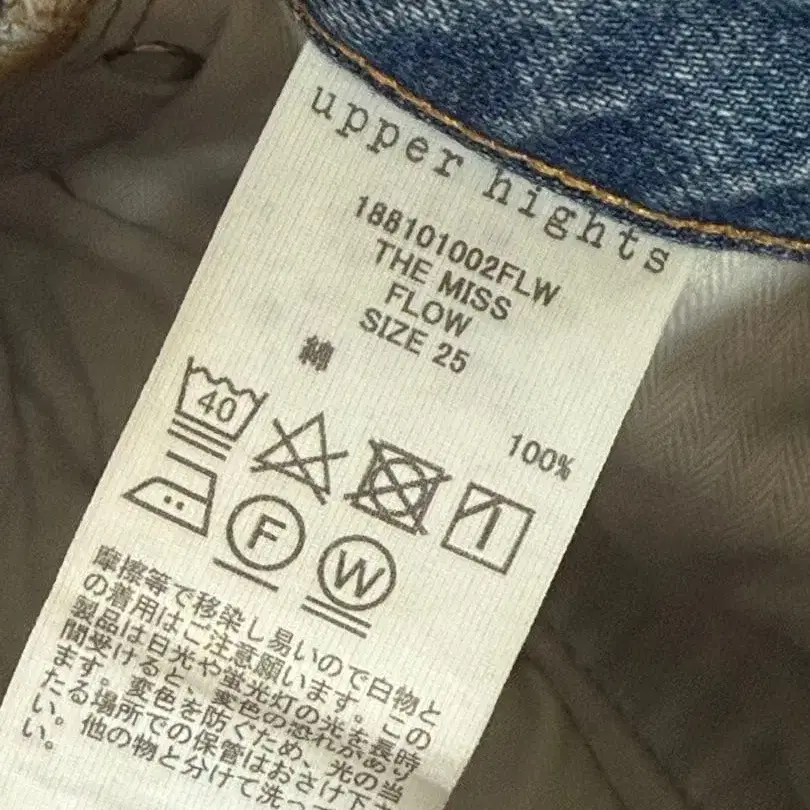 upper hights
188101002FLW
THE MISS
FLOW
SIZE 25
綿 100%
40
F W
摩擦等で移染し易いので白物と
の着用はご注意願います。この
製品は日光や蛍光灯の光を長時
間受けると、変色の恐れがあり
ます。変色を防ぐため、光の当
たる場所での保管はおさけ下さ
い。他の物と分けて洗って
い。